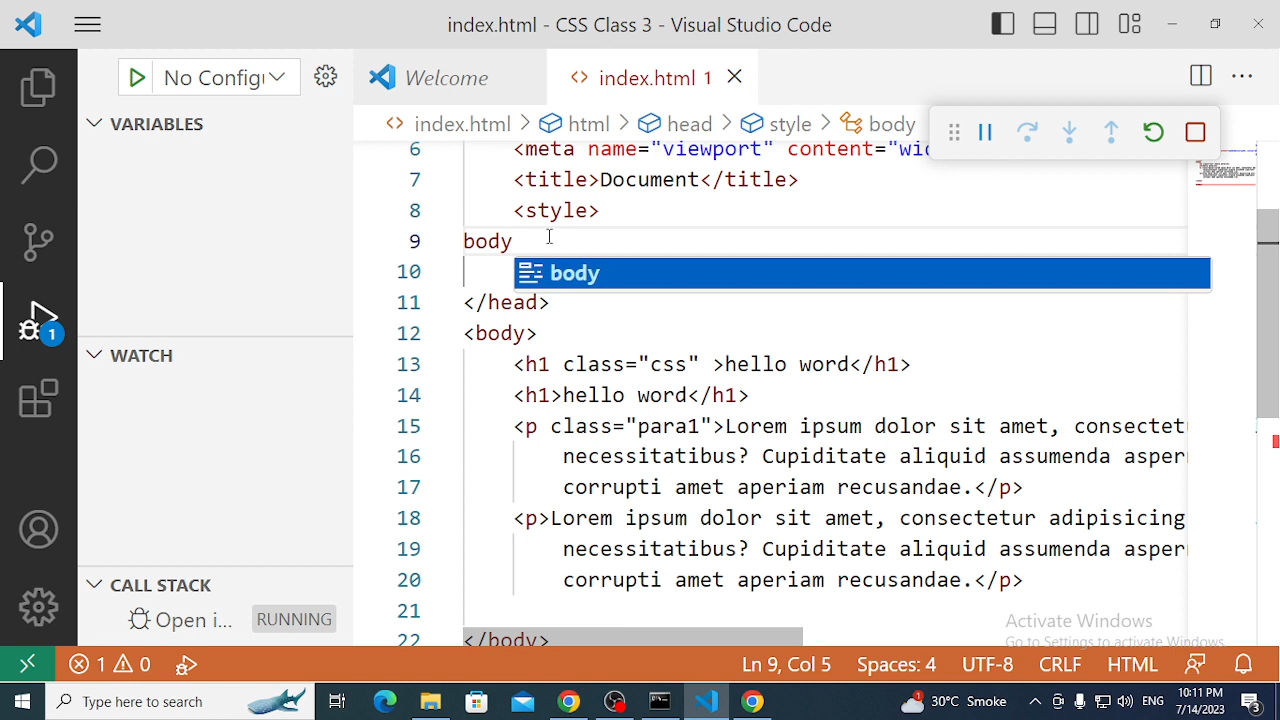 index.html - CSS Class 3 - Visual Studio Code
No Config
Welcome
<> index.html 1
VARIABLES
<> index.html > html > head > style > body
6 <meta name="viewport" content="wid
7 <title>Document</title>
8 <style>
9 body
body
10
11 </head>
12 <body>
13 <h1 class="css" >hello word</h1>
14 <h1>hello word</h1>
15 <p class="para1">Lorem ipsum dolor sit amet, consectet
16 necessitatibus? Cupiditate aliquid assumenda asper
17 corrupti amet aperiam recusandae.</p>
18 <p>Lorem ipsum dolor sit amet, consectetur adipisicing
19 necessitatibus? Cupiditate aliquid assumenda asper
20 corrupti amet aperiam recusandae.</p>
21
22 </body>
1
WATCH
CALL STACK
Open i... RUNNING
Activate Windows
Go to Settings to activate Windows.
1 0 Ln 9, Col 5 Spaces: 4 UTF-8 CRLF HTML
Type here to search
1 30°C Smoke ENG 10:11 PM
7/14/2023
3